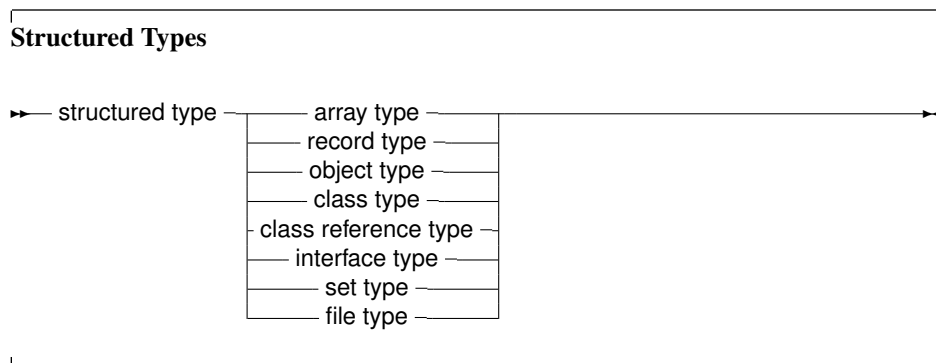 Structured Types
structured type array type
record type
object type
class type
class reference type
interface type
set type
file type